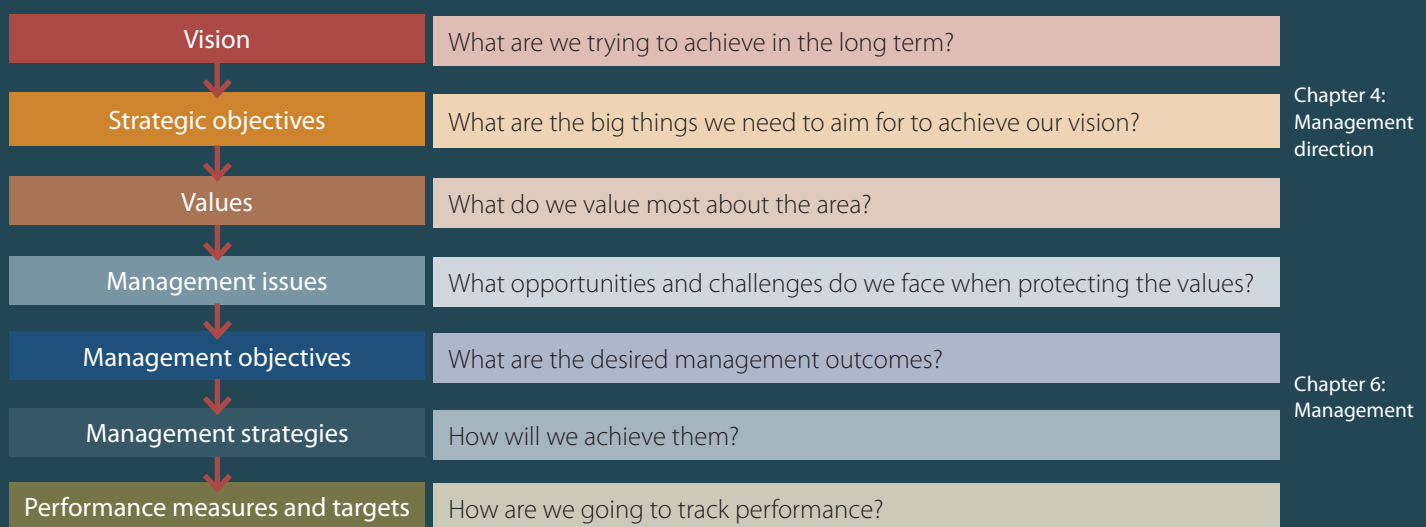 Vision
What are we trying to achieve in the long term?
Strategic objectives
What are the big things we need to aim for to achieve our vision?
Chapter 4:
Management
direction
Values
What do we value most about the area?
Management issues
What opportunities and challenges do we face when protecting the values?
Management objectives
What are the desired management outcomes?
Chapter 6:
Management
Management strategies
How will we achieve them?
Performance measures and targets
How are we going to track performance?